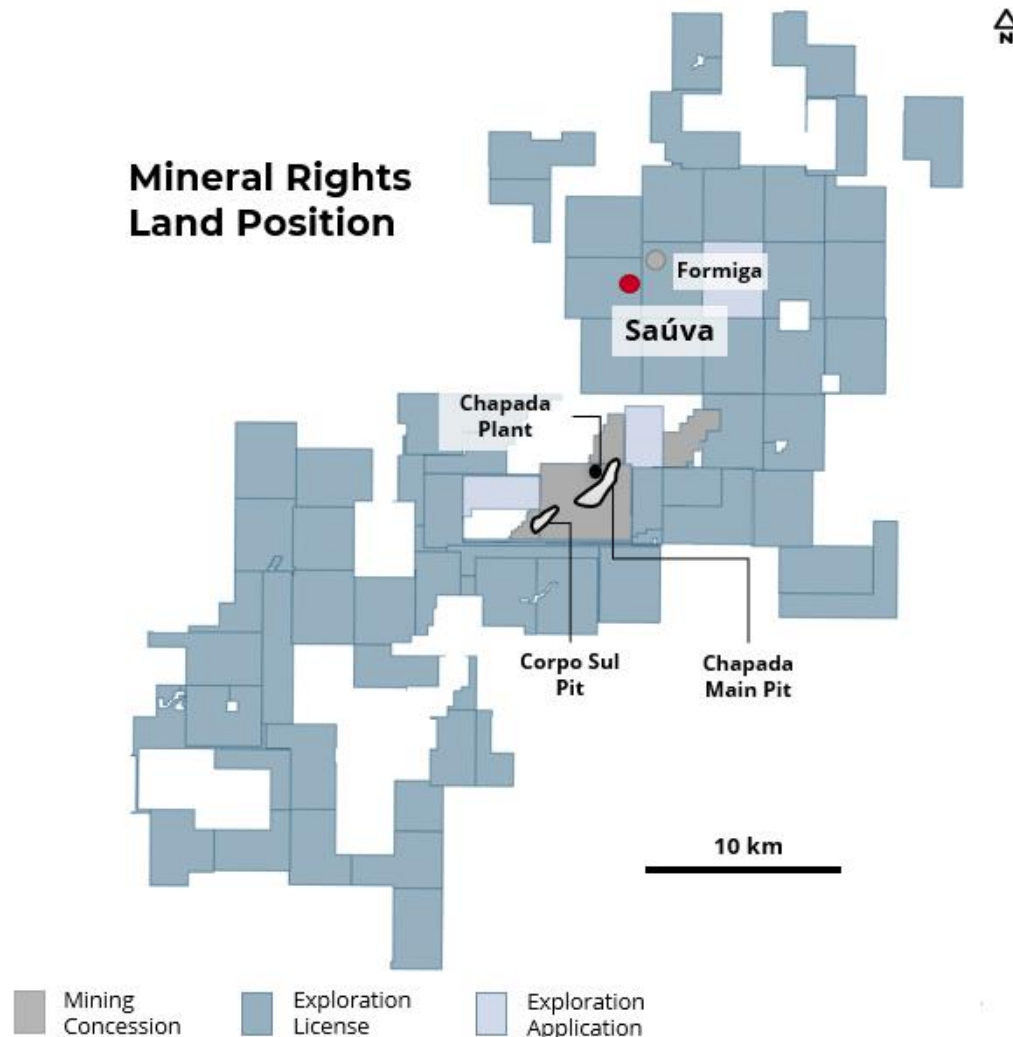 N
Mineral Rights
Land Position
Formiga
Saúva
Chapada
Plant
Corpo Sul
Pit
Chapada
Main Pit
10 km
Mining
Concession
Exploration
License
Exploration
Application